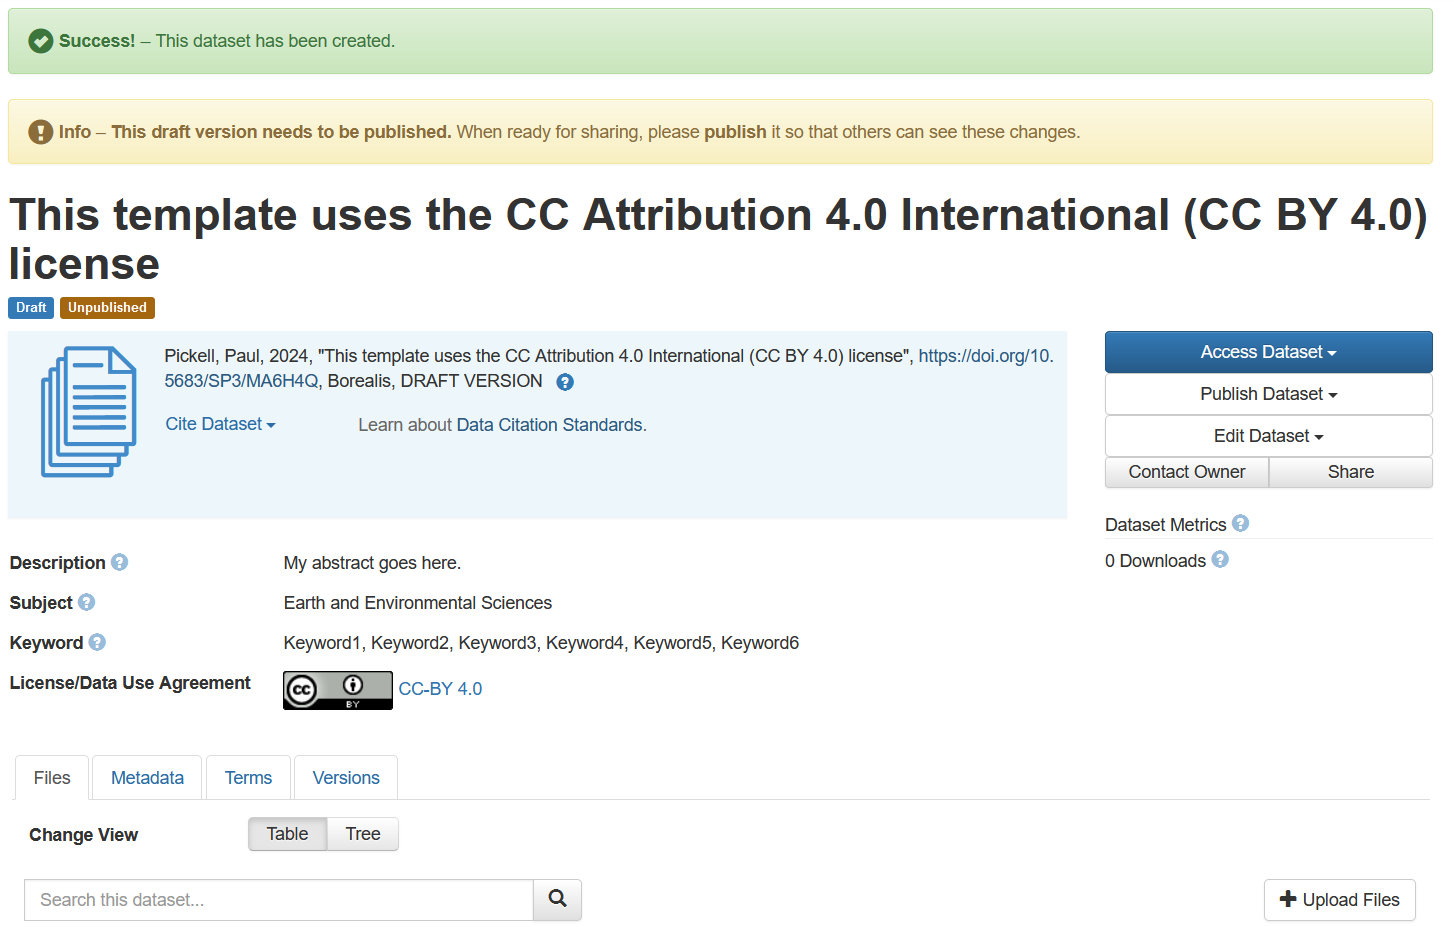 Success! – This dataset has been created.
Info – This draft version needs to be published. When ready for sharing, please publish it so that others can see these changes.
This template uses the CC Attribution 4.0 International (CC BY 4.0)
license
Draft Unpublished
Pickell, Paul, 2024, "This template uses the CC Attribution 4.0 International (CC BY 4.0) license", https://doi.org/10.
5683/SP3/MA6H4Q, Borealis, DRAFT VERSION ?
Cite Dataset Learn about Data Citation Standards.
Access Dataset
Publish Dataset
Edit Dataset
Contact Owner Share
Dataset Metrics ?
0 Downloads ?
Description ? My abstract goes here.
Subject ? Earth and Environmental Sciences
Keyword ? Keyword1, Keyword2, Keyword3, Keyword4, Keyword5, Keyword6
License/Data Use Agreement cc BY CC-BY 4.0
Files Metadata Terms Versions
Change View Table Tree
Search this dataset... Upload Files